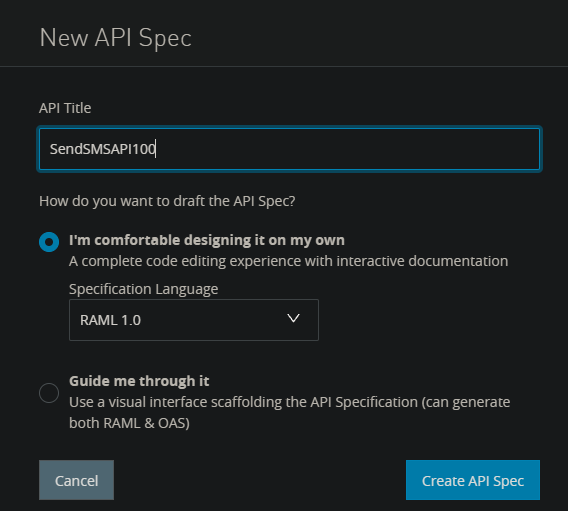 New API Spec
API Title
SendSMSAPI100
How do you want to draft the API Spec?
I'm comfortable designing it on my own
A complete code editing experience with interactive documentation
Specification Language
RAML 1.0
Guide me through it
Use a visual interface scaffolding the API Specification (can generate
both RAML & OAS)
Cancel Create API Spec